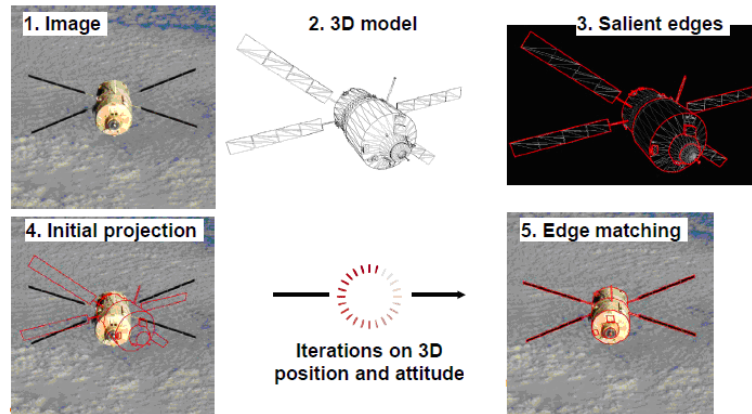 1. Image
2. 3D model
3. Salient edges
4. Initial projection
5. Edge matching
Iterations on 3D
position and attitude